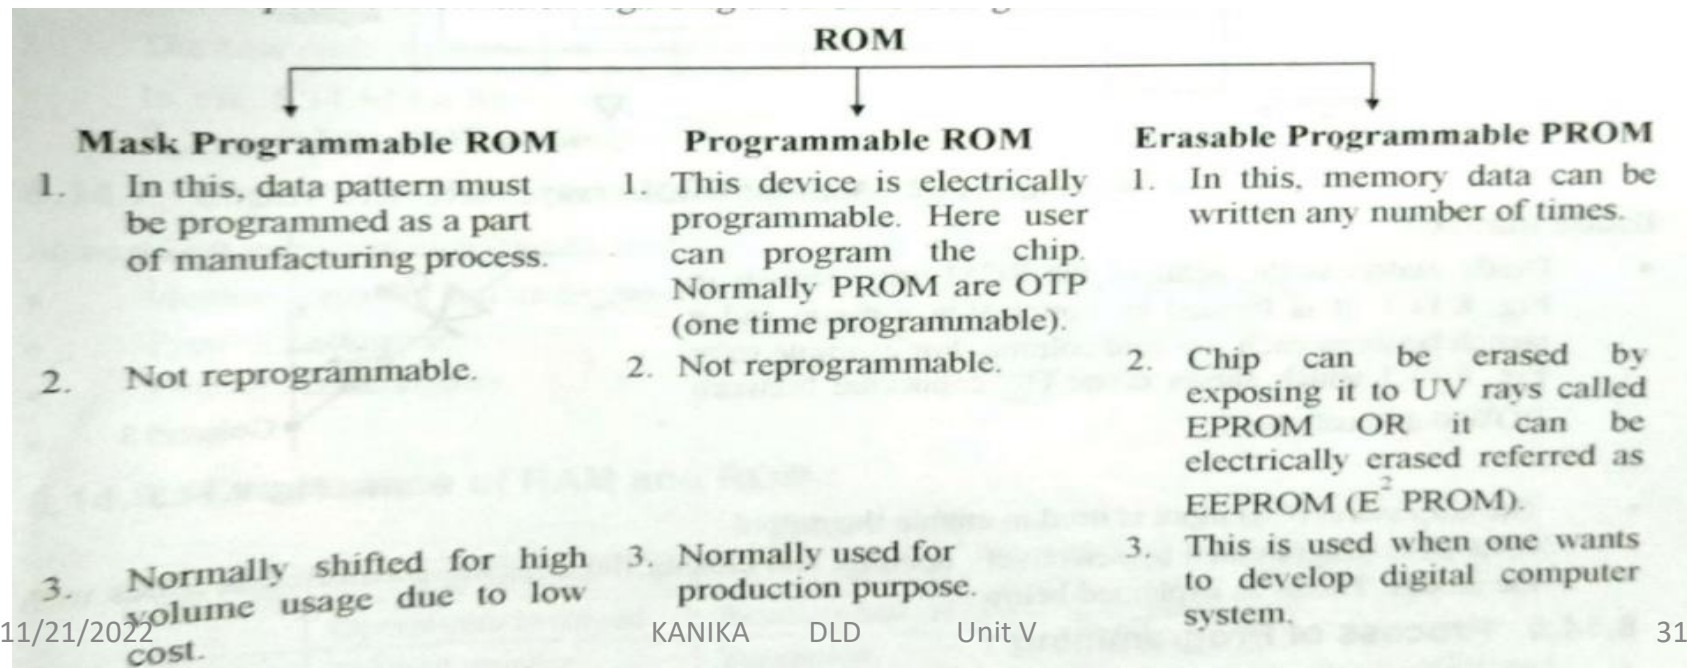 ROM
Mask Programmable ROM
1. In this, data pattern must
be programmed as a part
of manufacturing process.
2. Not reprogrammable.
3. Normally shifted for high
volume usage due to low
cost.
Programmable ROM
1. This device is electrically
programmable. Here user
can program the chip.
Normally PROM are OTP
(one time programmable).
2. Not reprogrammable.
3. Normally used for
production purpose.
Erasable Programmable PROM
1. In this, memory data can be
written any number of times.
2. Chip can be erased by
exposing it to UV rays called
EPROM OR it can be
electrically erased referred as
EEPROM (E² PROM).
3. This is used when one wants
to develop digital computer
system.
11/21/2022 KANIKA DLD Unit V 31